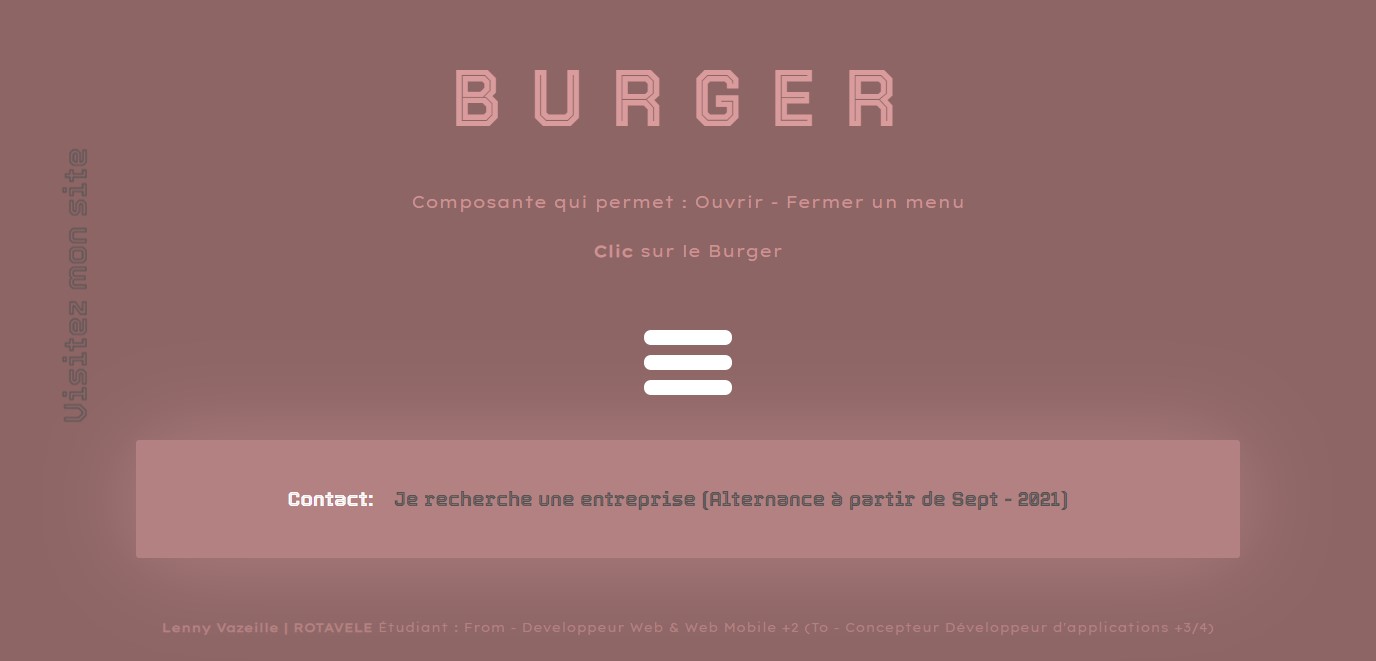 BURGER
Visitez mon site
Composante qui permet : Ouvrir - Fermer un menu
Clic sur le Burger
Contact: Je recherche une entreprise (Alternance à partir de Sept - 2021)
Lenny Vazeille | ROTAVELE Étudiant : From - Developpeur Web & Web Mobile +2 (To - Concepteur Développeur d'applications +3/4)